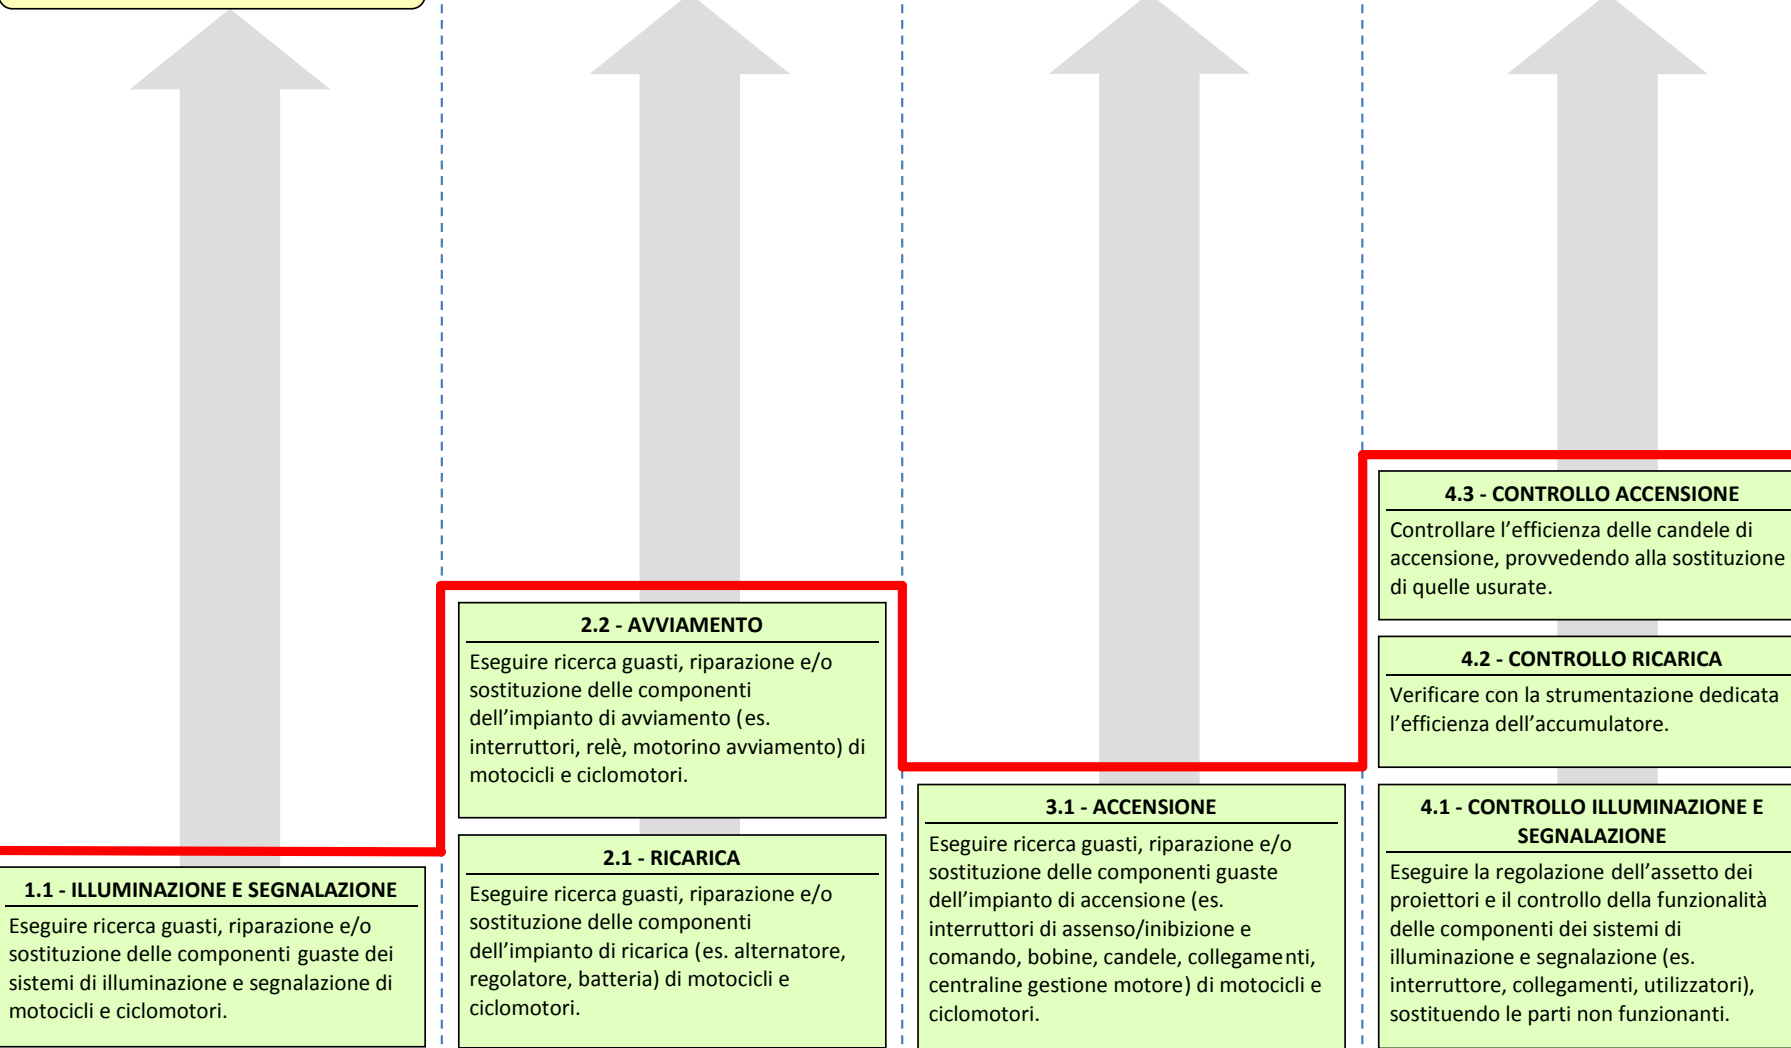 1.1 - ILLUMINAZIONE E SEGNALAZIONE
Eseguire ricerca guasti, riparazione e/o
sostituzione delle componenti guaste dei
sistemi di illuminazione e segnalazione di
motocicli e ciclomotori.
2.2 - AVVIAMENTO
Eseguire ricerca guasti, riparazione e/o
sostituzione delle componenti
dell’impianto di avviamento (es.
interruttori, relè, motorino avviamento) di
motocicli e ciclomotori.
2.1 - RICARICA
Eseguire ricerca guasti, riparazione e/o
sostituzione delle componenti
dell’impianto di ricarica (es. alternatore,
regolatore, batteria) di motocicli e
ciclomotori.
3.1 - ACCENSIONE
Eseguire ricerca guasti, riparazione e/o
sostituzione delle componenti guaste
dell’impianto di accensione (es.
interruttori di assenso/inibizione e
comando, bobine, candele, collegamenti,
centraline gestione motore) di motocicli e
ciclomotori.
4.3 - CONTROLLO ACCENSIONE
Controllare l’efficienza delle candele di
accensione, provvedendo alla sostituzione
di quelle usurate.
4.2 - CONTROLLO RICARICA
Verificare con la strumentazione dedicata
l’efficienza dell’accumulatore.
4.1 - CONTROLLO ILLUMINAZIONE E
SEGNALAZIONE
Eseguire la regolazione dell’assetto dei
proiettori e il controllo della funzionalità
delle componenti dei sistemi di
illuminazione e segnalazione (es.
interruttore, collegamenti, utilizzatori),
sostituendo le parti non funzionanti.